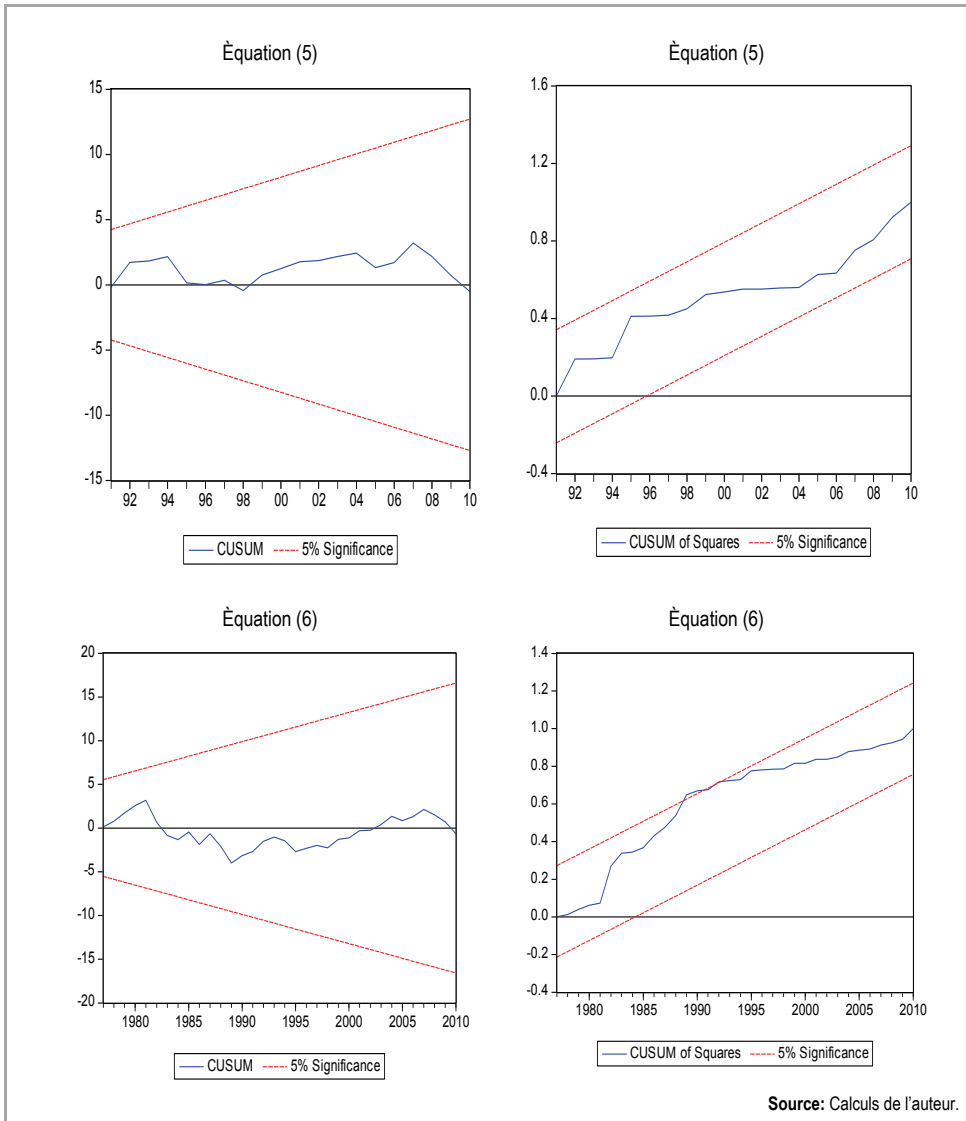 Èquation (5)
15
10
5
0
-5
-10
-15
92 94 96 98 00 02 04 06 08 10
CUSUM 5% Significance
Èquation (5)
1.6
1.2
0.8
0.4
0.0
-0.4
92 94 96 98 00 02 04 06 08 10
CUSUM of Squares 5% Significance
Èquation (6)
20
15
10
5
0
-5
-10
-15
-20
1980 1985 1990 1995 2000 2005 2010
CUSUM 5% Significance
Èquation (6)
1.4
1.2
1.0
0.8
0.6
0.4
0.2
0.0
-0.2
-0.4
1980 1985 1990 1995 2000 2005 2010
CUSUM of Squares 5% Significance
Source: Calculs de l'auteur.